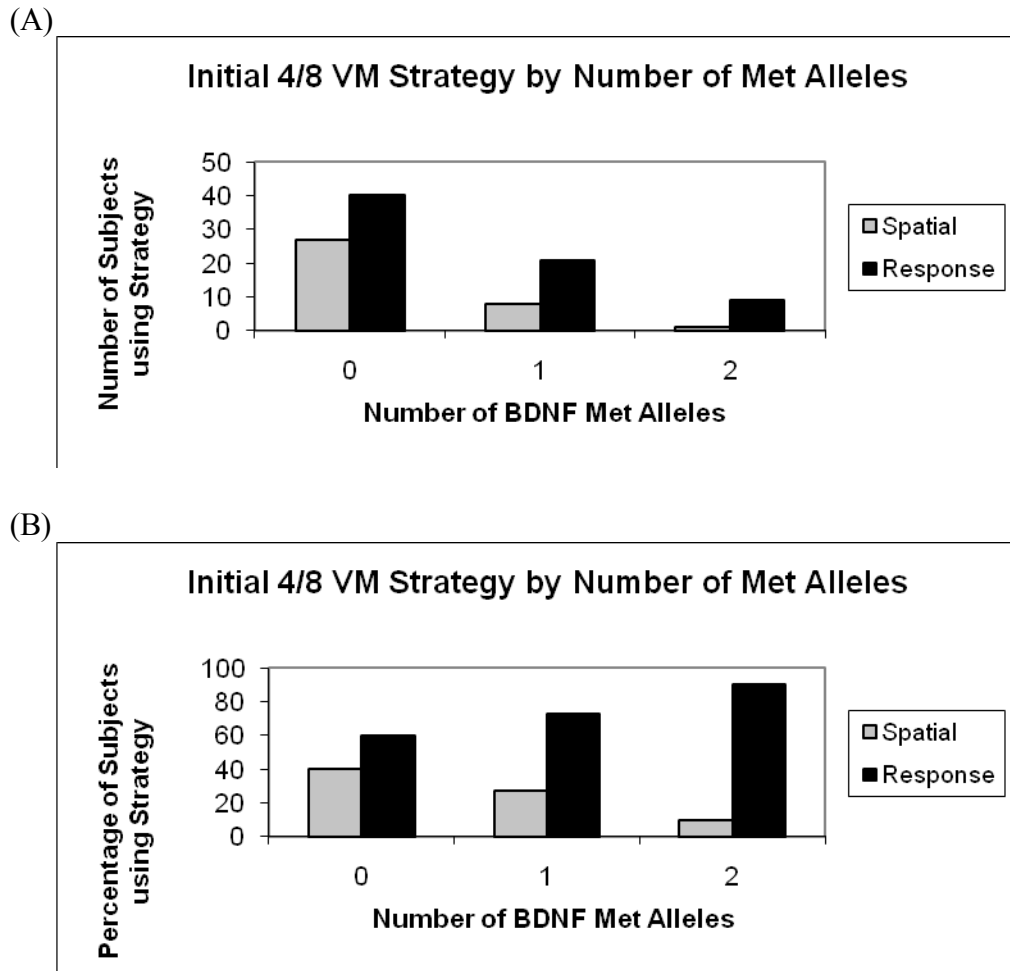 (A)
Initial 4/8 VM Strategy by Number of Met Alleles
Number of Subjects
using Strategy
50
40
30
20
10
0
0 1 2
Number of BDNF Met Alleles
Spatial
Response
(B)
Initial 4/8 VM Strategy by Number of Met Alleles
Percentage of Subjects
using Strategy
100
80
60
40
20
0
0 1 2
Number of BDNF Met Alleles
Spatial
Response